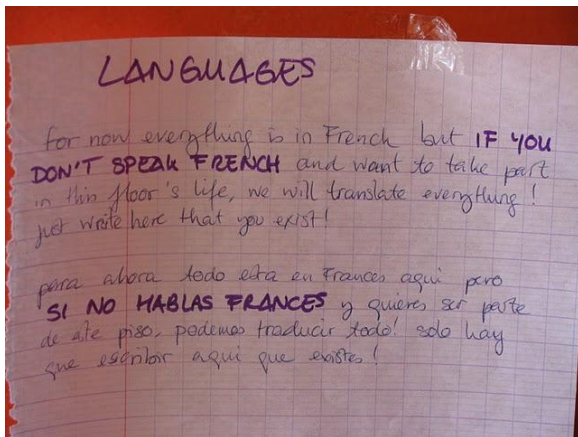 LANGUAGES
for now everything is in French but IF YOU
DON'T SPEAK FRENCH and want to take part
in this floor's life, we will translate everything!
just write here that you exist!
para ahora todo esta en Frances aqui pero
SI NO HABLAS FRANCES y quieres ser parte
de este piso, podemos traducir todo! solo hay
que escribir aqui que existes!